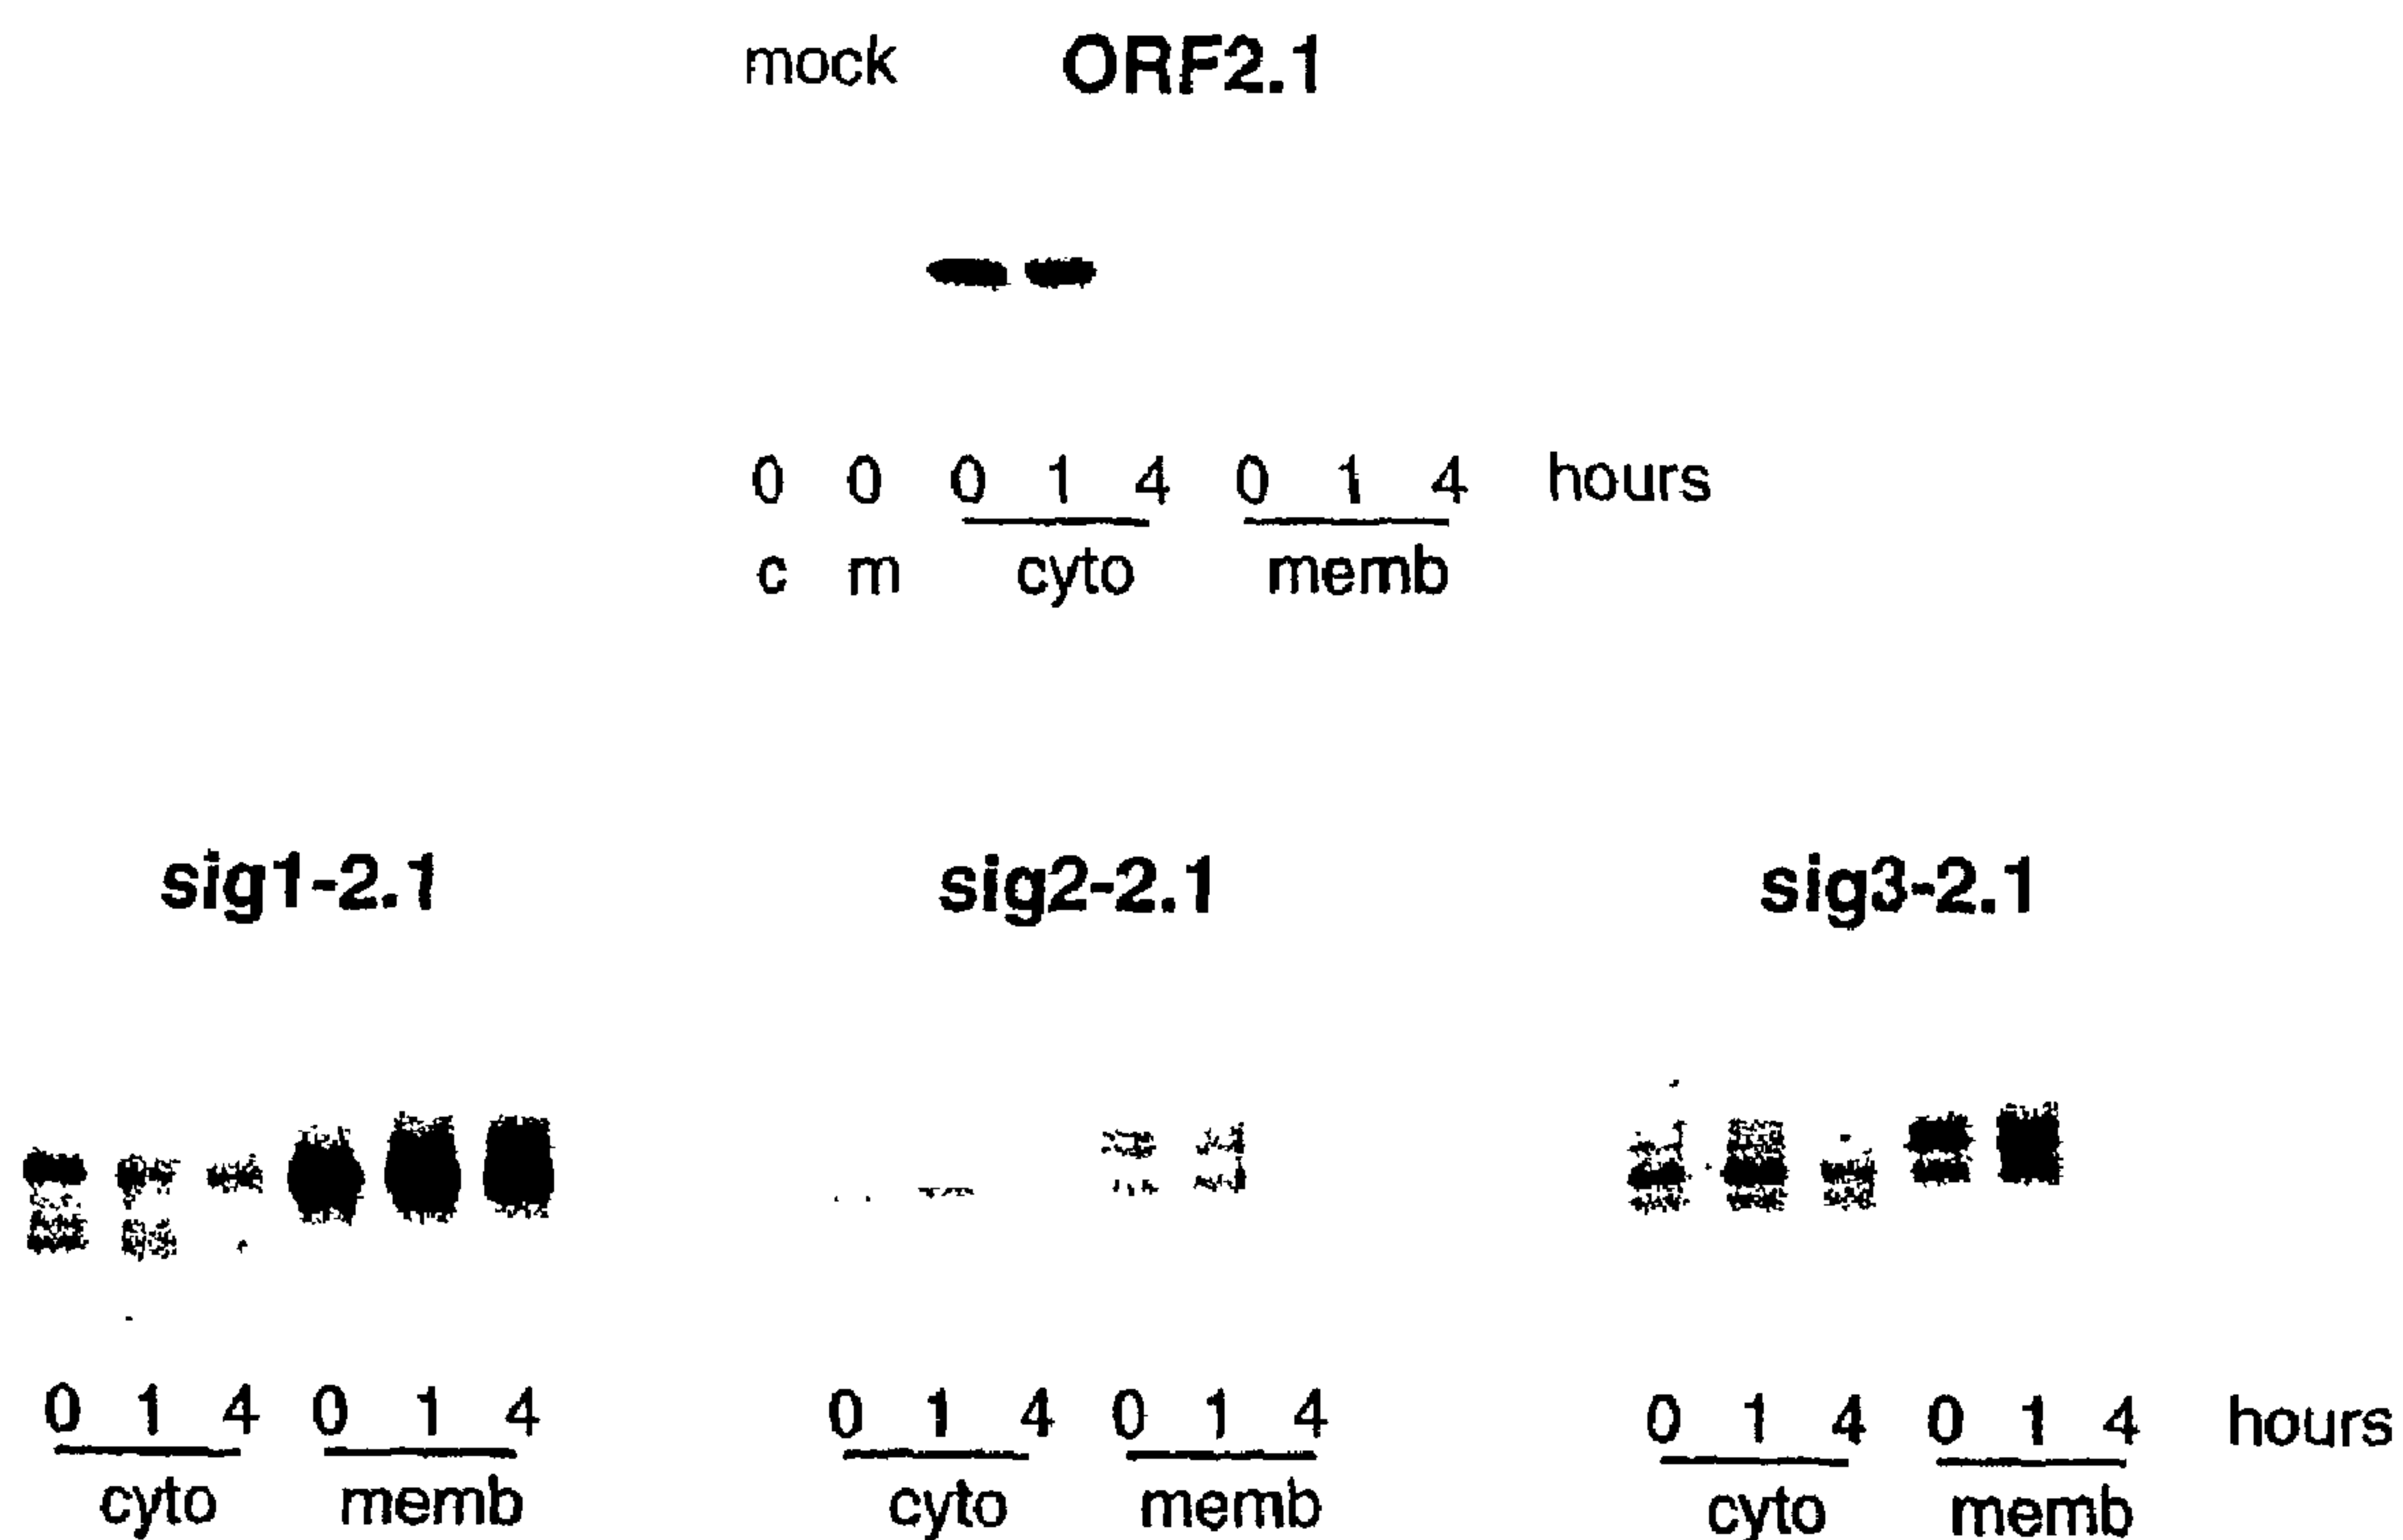 mock ORF2.1
0 0 0 1 4 0 1 4 hours
c m cyto memb
sig1-2.1 sig2-2.1 sig3-2.1
0 1 4 0 1 4 0 1 4 0 1 4 0 1 4 0 1 4 hours
cyto memb cyto memb cyto memb